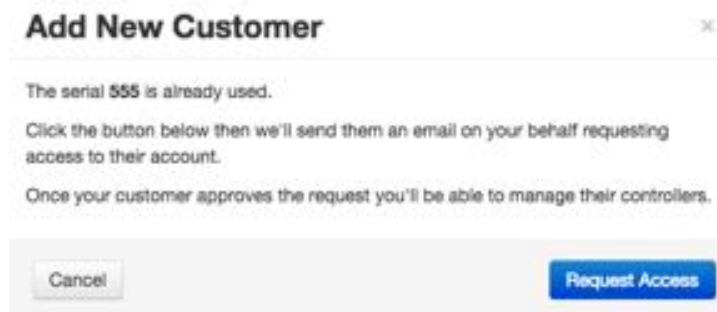 Add New Customer
The serial 555 is already used.
Click the button below then we'll send them an email on your behalf requesting
access to their account.
Once your customer approves the request you'll be able to manage their controllers.
Cancel
Request Access